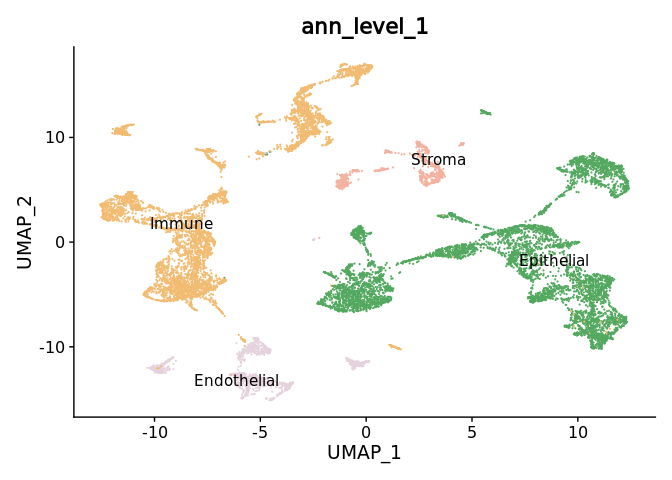 ann_level_1
10
0
-10
UMAP_2
Stroma
Immune
Epithelial
Endothelial
-10
-5
0
5
10
UMAP_1